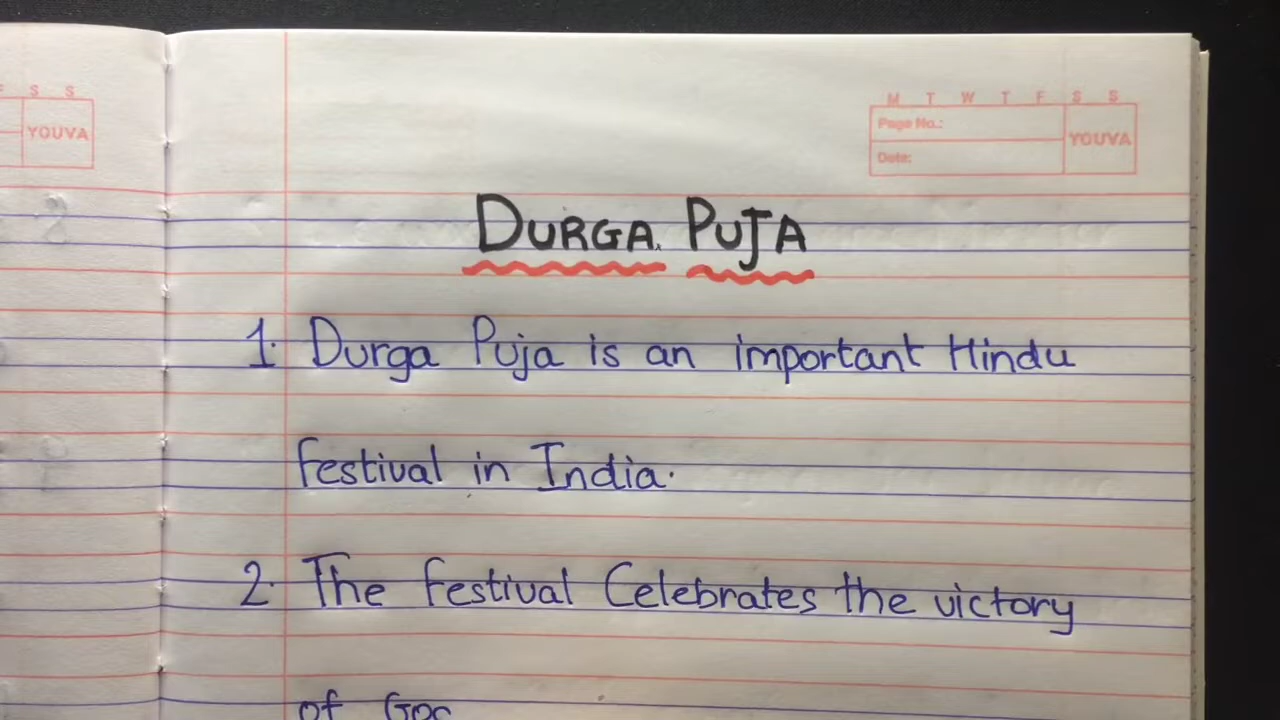 S S
YOUVA
M T W T F S S
Page No.:
YOUVA
Date:
DURGA PUJA
1. Durga Puja is an important Hindu
festival in India.
2. The festival Celebrates the victory
of